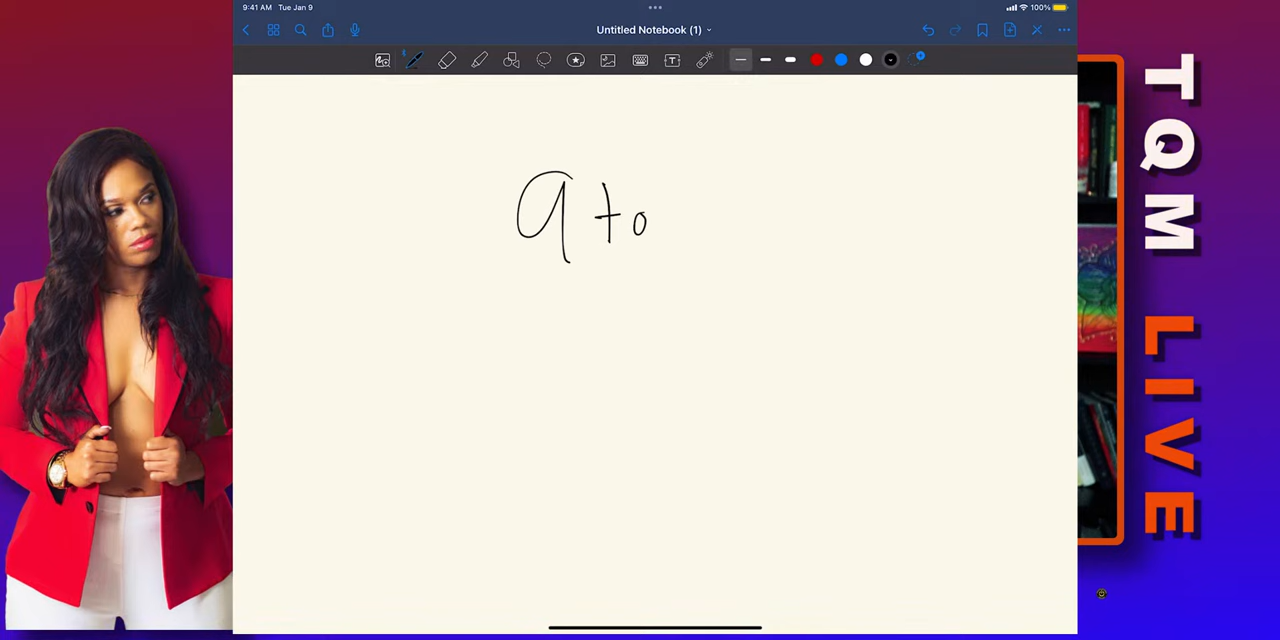 9:41 AM Tue Jan 9
100%
Untitled Notebook (1)
9 to
TQM LIVE